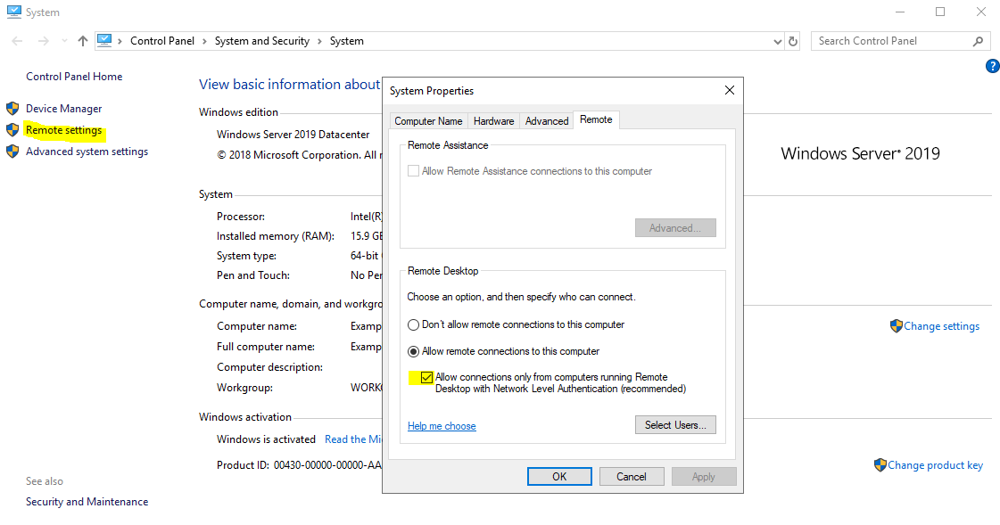 System
Control Panel > System and Security > System
Search Control Panel
?
Control Panel Home
Device Manager
Remote settings
Advanced system settings
See also
Security and Maintenance
View basic information about
Windows edition
Windows Server 2019 Datacenter
© 2018 Microsoft Corporation. All
Windows Server 2019
System
Processor: Intel(R)
Installed memory (RAM): 15.9
System type: 64-bit
Pen and Touch: No
Computer name, domain, and
Computer name:
Full computer name:
Computer description:
Workgroup:
Change settings
Windows activation
Windows is activated Read the
Product ID: 00430-00000-00000-AA
Change product key
System Properties
Computer Name Hardware Advanced Remote
Remote Assistance
Allow Remote Assistance connections to this computer
Advanced...
Remote Desktop
Choose an option, and then specify who can connect.
Don't allow remote connections to this computer
Allow remote connections to this computer
Allow connections only from computers running Remote
Desktop with Network Level Authentication (recommended)
Help me choose
Select Users...
OK Cancel Apply